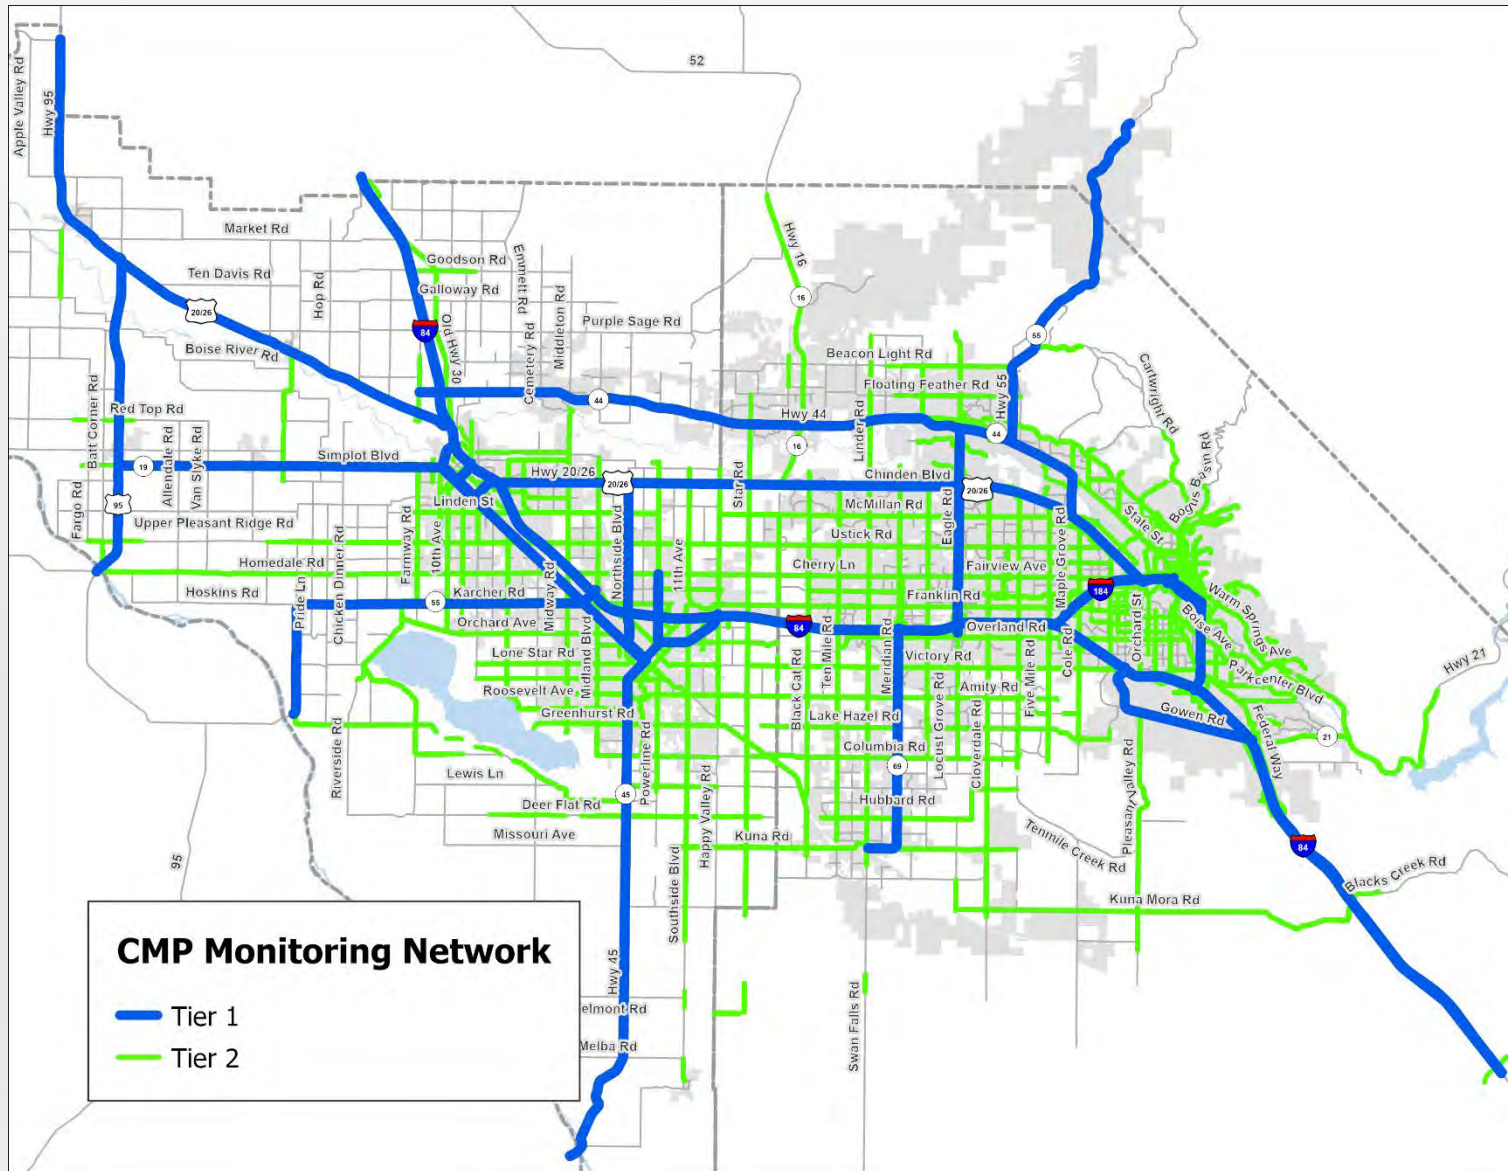 52
Apple Valley Rd
Hwy 95
Market Rd
Ten Davis Rd
Hop Rd
Goodson Rd
Galloway Rd
Emmett Rd
Hwy 16
16
20/26
84
Old Hwy 30
Cemetery Rd
Middleton Rd
Purple Sage Rd
55
Boise River Rd
Beacon Light Rd
Floating Feather Rd
Hwy 55
Cartwright Rd
Batt Corner Rd
Red Top Rd
44
Hwy 44
Linder Rd
16
44
Bogus Basin Rd
Allendale Rd
Van Slyke Rd
19
Simplot Blvd
Hwy 20/26
20/26
Star Rd
Chinden Blvd
20/26
Fargo Rd
95
Linden St
McMillan Rd
Eagle Rd
State St
Upper Pleasant Ridge Rd
Farmway Rd
10th Ave
Northside Blvd
Ustick Rd
Maple Grove Rd
Homedale Rd
Chicken Dinner Rd
Midway Rd
11th Ave
Cherry Ln
Fairview Ave
Hoskins Rd
Pride Ln
55
Karcher Rd
Franklin Rd
184
Orchard St
Warm Springs Ave
Orchard Ave
Midland Blvd
84
Ten Mile Rd
Meridian Rd
Overland Rd
Boise Ave
Lone Star Rd
Black Cat Rd
Victory Rd
Five Mile Rd
Cole Rd
Parkcenter Blvd
Hwy 21
Roosevelt Ave
Locust Grove Rd
Amity Rd
Greenhurst Rd
Lake Hazel Rd
Cloverdale Rd
Gowen Rd
Federal Way
21
Riverside Rd
Powerline Rd
Columbia Rd
69
Pleasant Valley Rd
Lewis Ln
45
Happy Valley Rd
Hubbard Rd
Deer Flat Rd
Missouri Ave
Kuna Rd
Tenmile Creek Rd
84
95
Blacks Creek Rd
Southside Blvd
Kuna Mora Rd
Hwy 45
Swan Falls Rd
elmont Rd
Melba Rd
CMP Monitoring Network
Tier 1
Tier 2